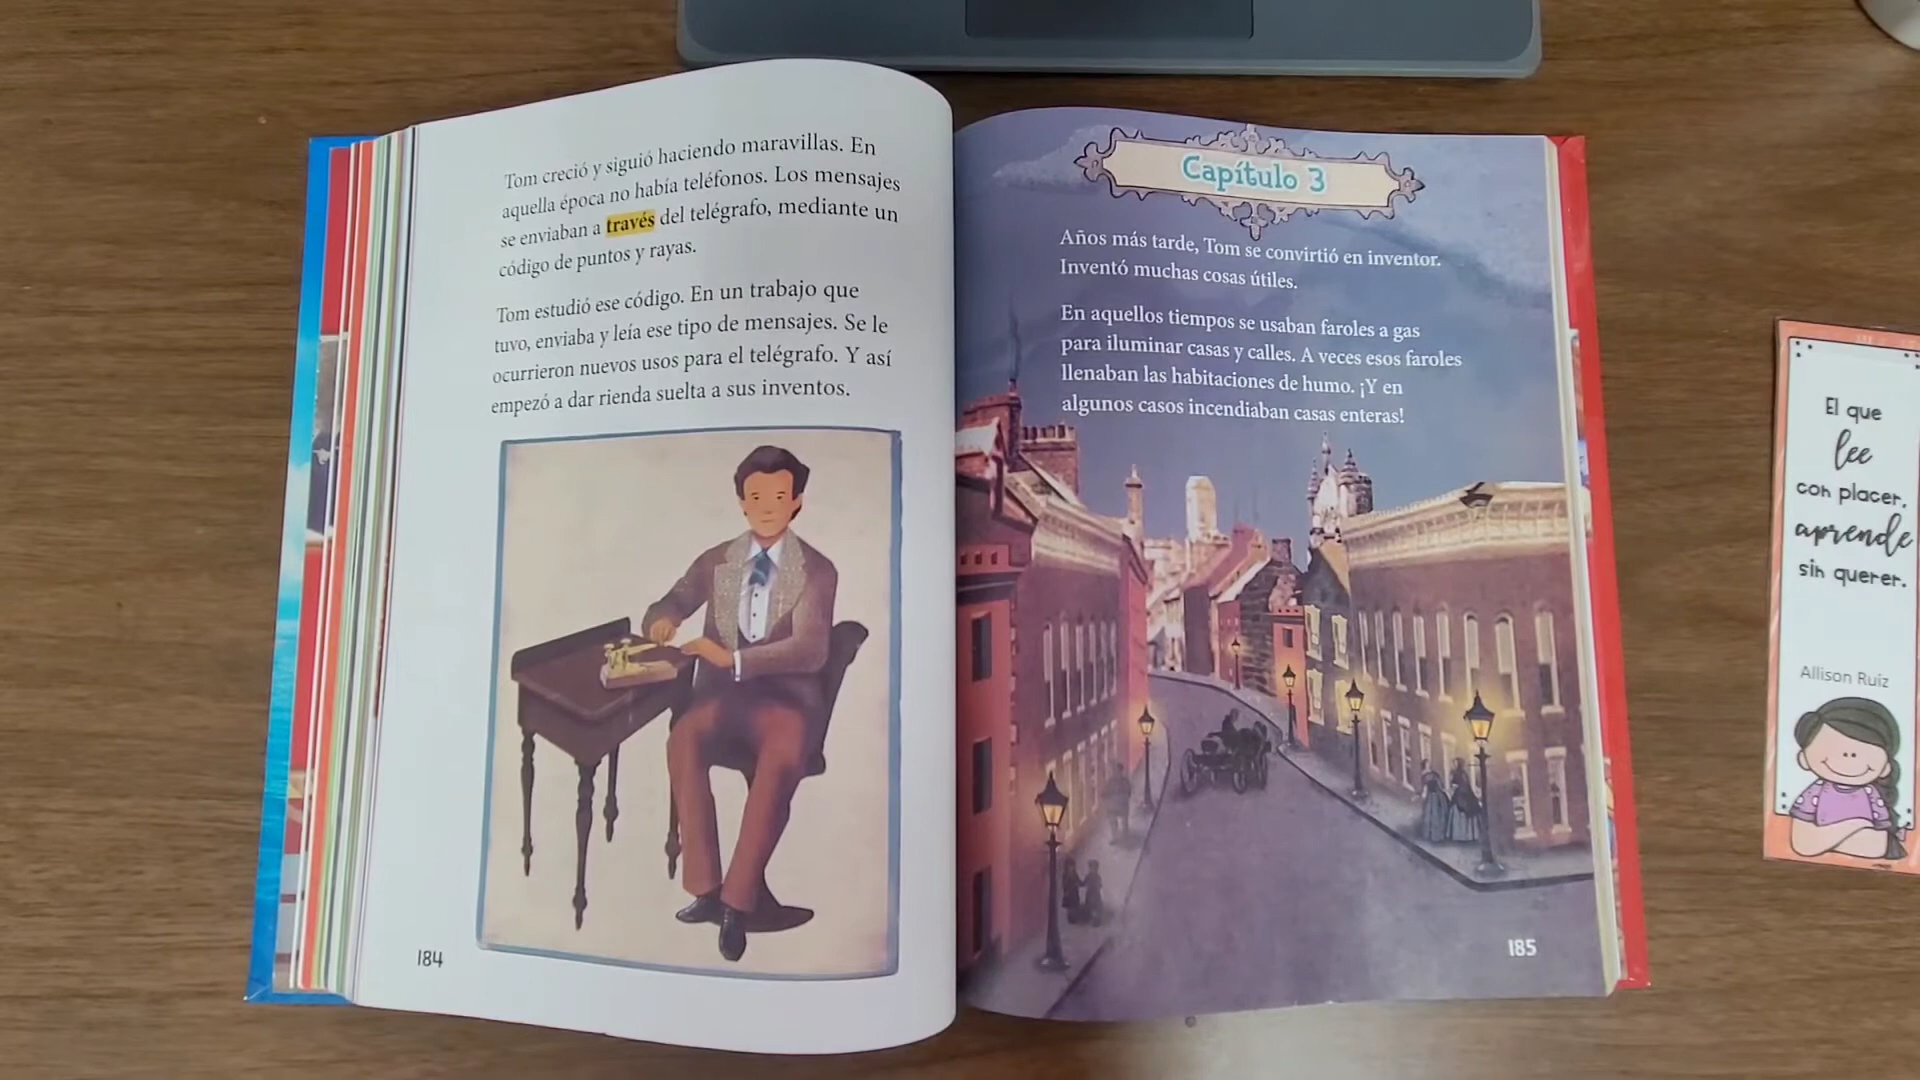 Tom creció y siguió haciendo maravillas. En
aquella época no había teléfonos. Los mensajes
se enviaban a través del telégrafo, mediante un
código de puntos y rayas.
Tom estudió ese código. En un trabajo que
tuvo, enviaba y leía ese tipo de mensajes. Se le
ocurrieron nuevos usos para el telégrafo. Y así
empezó a dar rienda suelta a sus inventos.
184
Capítulo 3
Años más tarde, Tom se convirtió en inventor.
Inventó muchas cosas útiles.
En aquellos tiempos se usaban faroles a gas
para iluminar casas y calles. A veces esos faroles
llenaban las habitaciones de humo. ¡Y en
algunos casos incendiaban casas enteras!
185
El que
lee
con placer,
aprende
sin querer.
Allison Ruiz